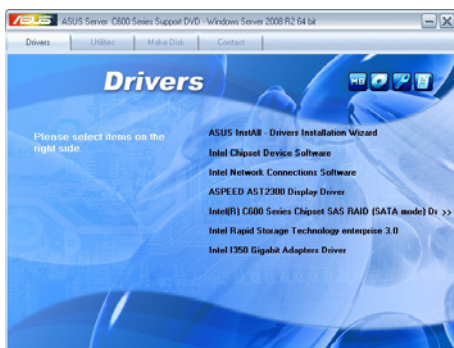 ASUS ASUS Server C600 Series Support DVD - Windows Server 2008 R2 64 bit
Drivers Utilities Make Disk Contact
Drivers
Please select items on the
right side.
ASUS InstAll - Drivers Installation Wizard
Intel Chipset Device Software
Intel Network Connections Software
ASPEED AST2300 Display Driver
Intel(R) C600 Series Chipset SAS RAID (SATA mode) Dr >>
Intel Rapid Storage Technology enterprise 3.0
Intel I350 Gigabit Adapters Driver